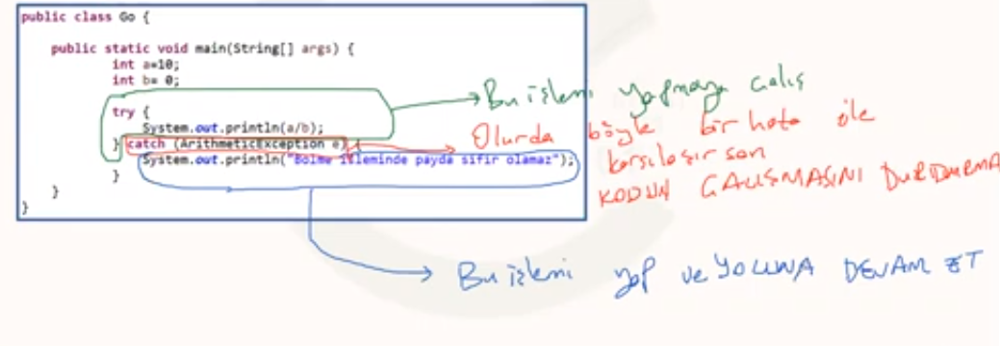 public class Go {
public static void main(String[] args) {
int a=10;
int b= 0;
try {
System.out.println(a/b);
} catch (ArithmeticException e) {
System.out.println("Bolme isleminde payda sifir olamaz");
}
}
}
Bu işlemi yapmaya çalış
Olurda böyle bir hata ile
karşılaşırsan
KODUN ÇALIŞMASINI DURDURMA
Bu işlemi yap ve YOLUNA DEVAM ET